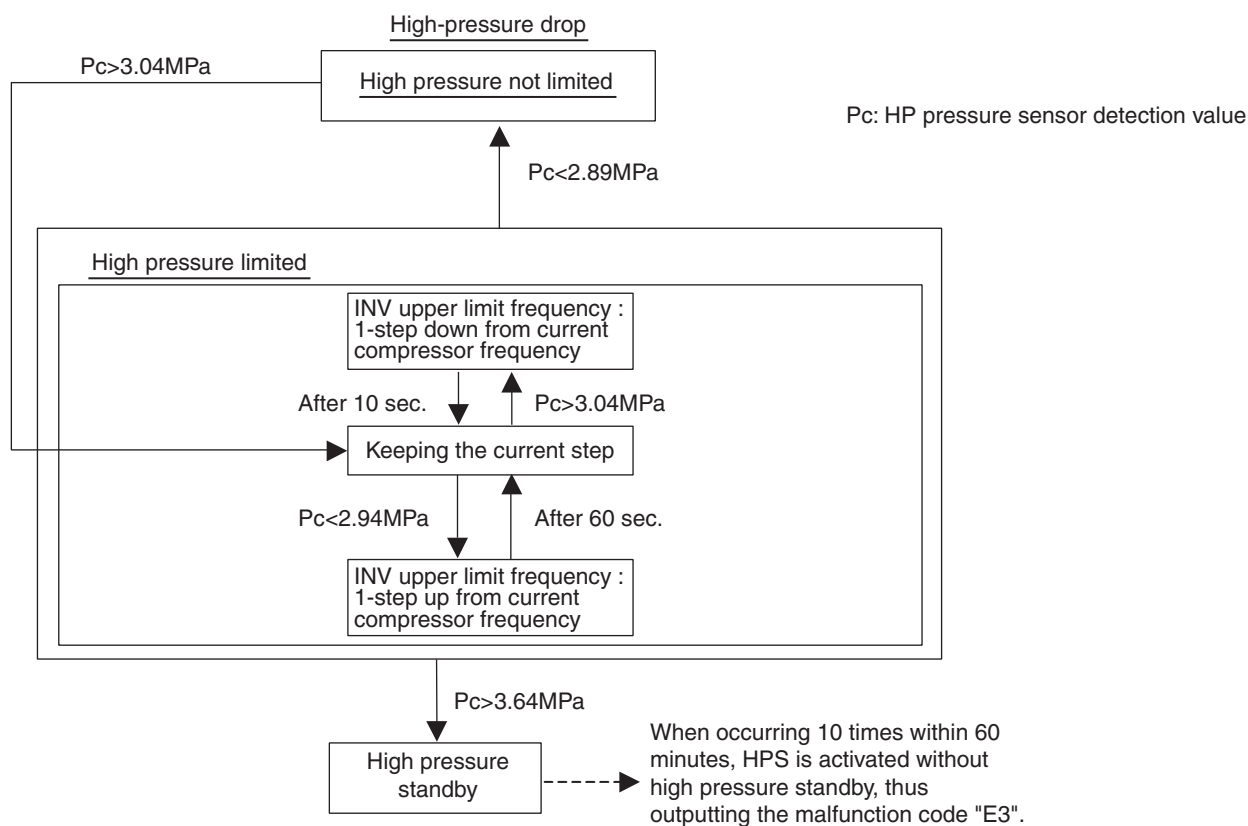 High-pressure drop
Pc>3.04MPa
High pressure not limited
Pc: HP pressure sensor detection value
Pc<2.89MPa
High pressure limited
INV upper limit frequency :
1-step down from current
compressor frequency
After 10 sec.
Pc>3.04MPa
Keeping the current step
Pc<2.94MPa
After 60 sec.
INV upper limit frequency :
1-step up from current
compressor frequency
Pc>3.64MPa
High pressure
standby
When occurring 10 times within 60
minutes, HPS is activated without
high pressure standby, thus
outputting the malfunction code "E3".